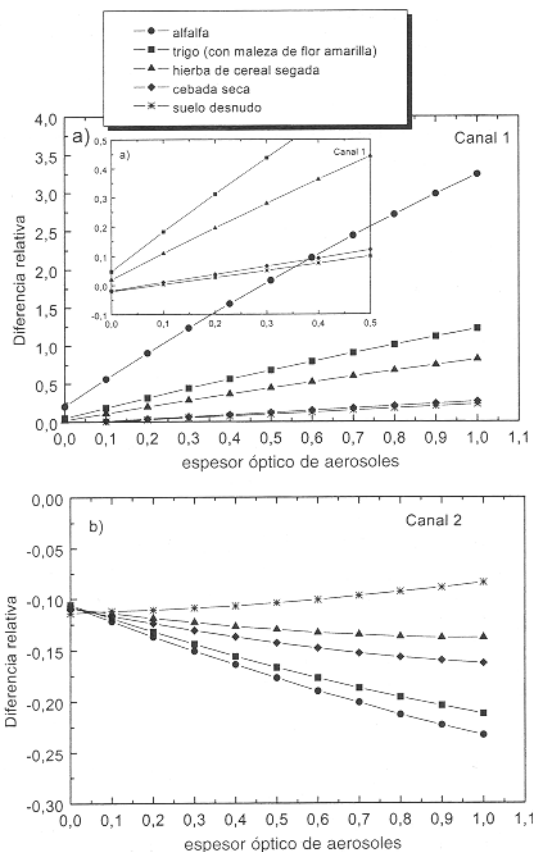 alfalfa
trigo (con maleza de flor amarilla)
hierba de cereal segada
cebada seca
suelo desnudo
a)
Canal 1
4,0
3,5
3,0
2,5
2,0
1,5
1,0
0,5
0,0
Diferencia relativa
a)
Canal 1
0,5
0,4
0,3
0,2
0,1
0,0
-0,1
0,0 0,1 0,2 0,3 0,4 0,5
0,0 0,1 0,2 0,3 0,4 0,5 0,6 0,7 0,8 0,9 1,0 1,1
espesor óptico de aerosoles
b)
Canal 2
0,00
-0,05
-0,10
-0,15
-0,20
-0,25
-0,30
Diferencia relativa
0,0 0,1 0,2 0,3 0,4 0,5 0,6 0,7 0,8 0,9 1,0 1,1
espesor óptico de aerosoles